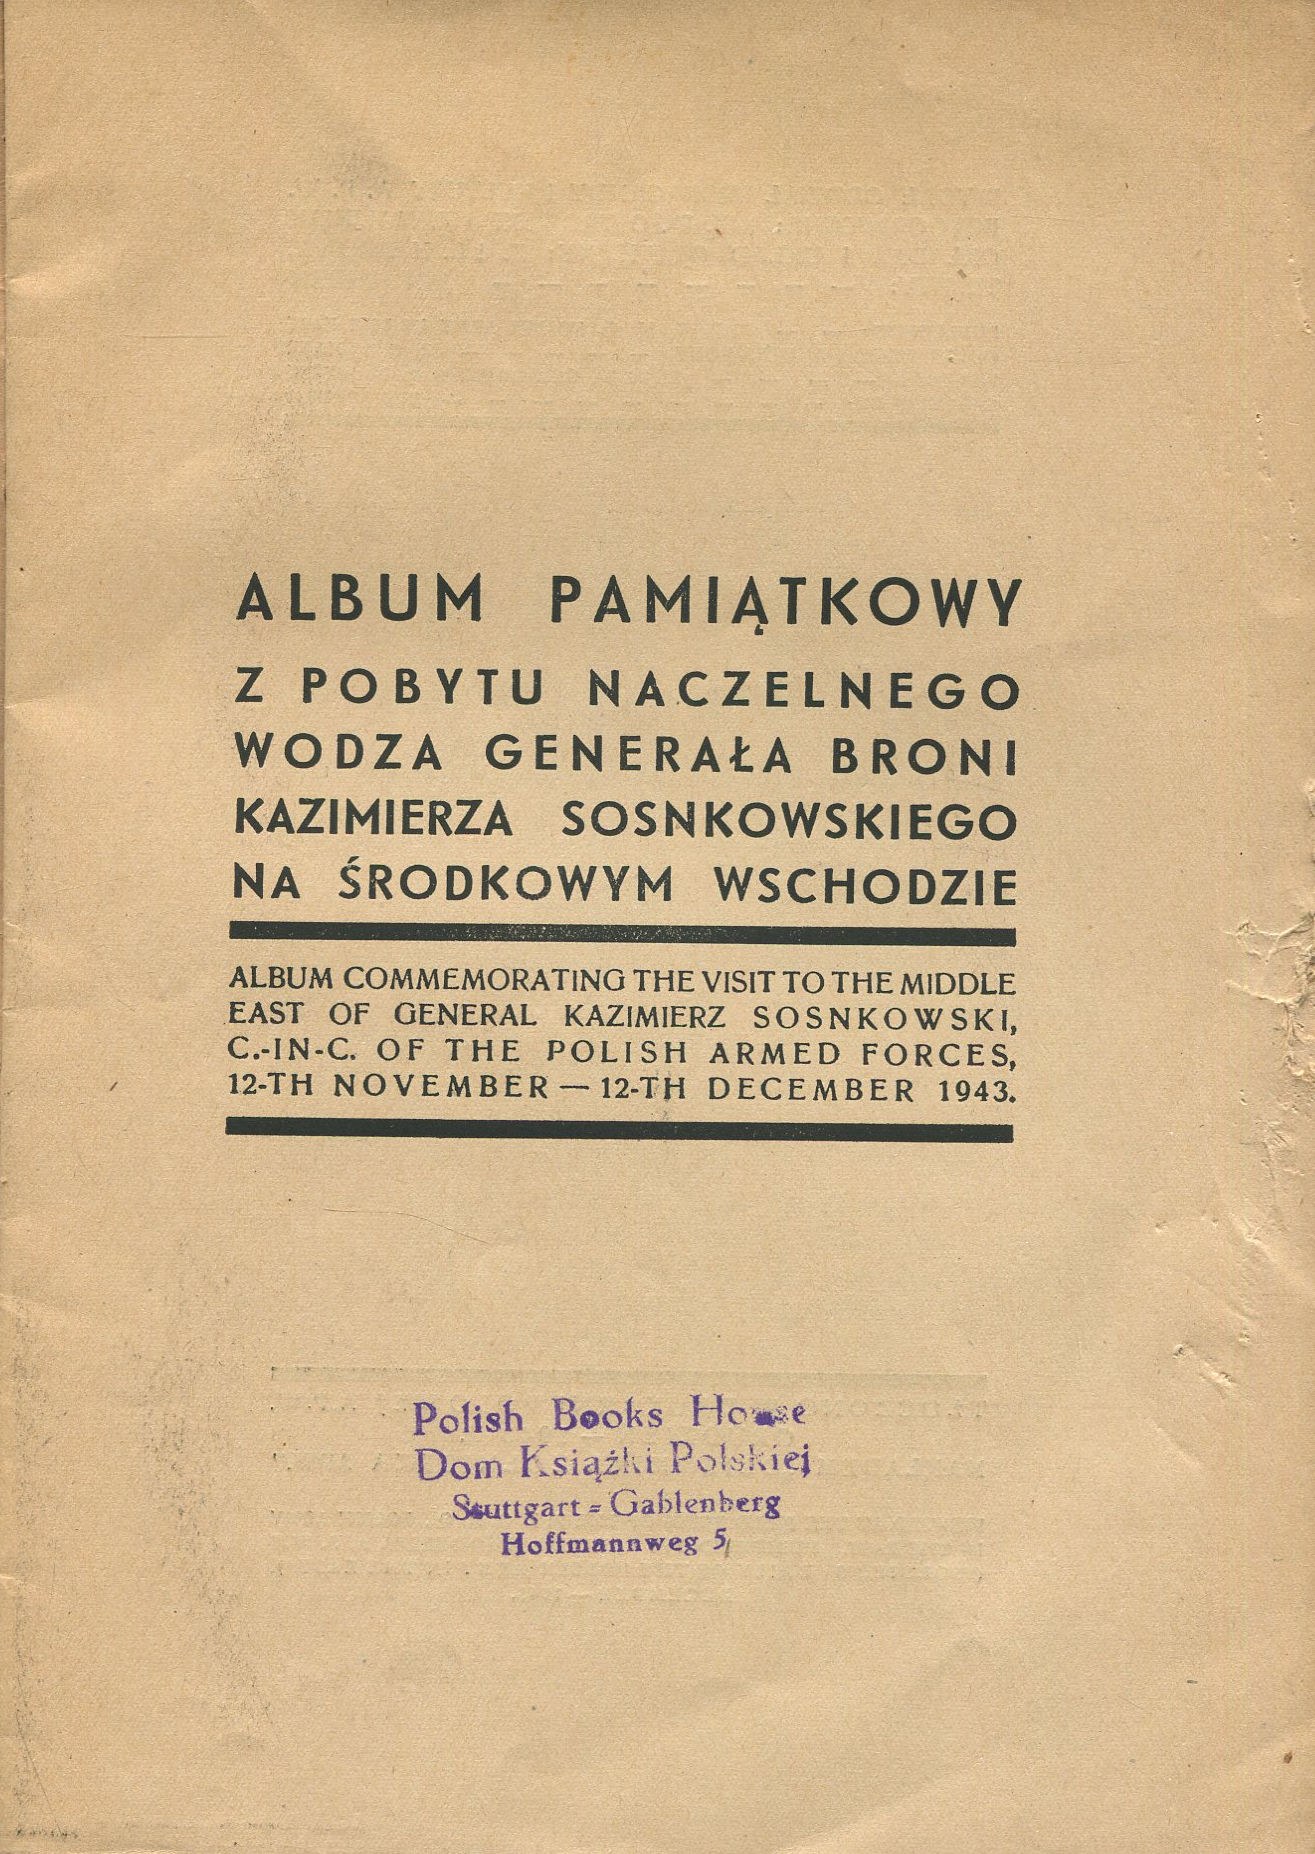 ALBUM PAMIĄTKOWY
Z POBYTU NACZELNEGO
WODZA GENERAŁA BRONI
KAZIMIERZA SOSNKOWSKIEGO
NA ŚRODKOWYM WSCHODZIE
ALBUM COMMEMORATING THE VISIT TO THE MIDDLE
EAST OF GENERAL KAZIMIERZ SOSNKOWSKI,
C.-IN-C. OF THE POLISH ARMED FORCES,
12-TH NOVEMBER — 12-TH DECEMBER 1943.
Polish Books House
Dom Książki Polskiej
Stuttgart = Gablenberg
Hoffmannweg 5